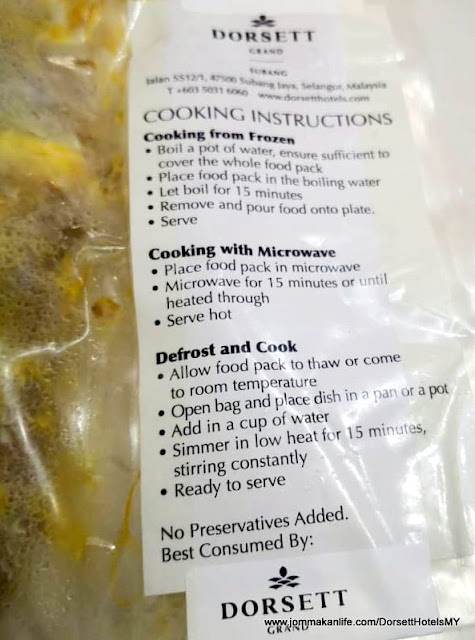 DORSETT
GRAND
SUBANG
Jalan SS12/1, 47500 Subang Jaya, Selangor, Malaysia
T +603 5031 6060 www.dorsetthotels.com
COOKING INSTRUCTIONS
Cooking from Frozen
• Boil a pot of water, ensure sufficient to
cover the whole food pack
• Place food pack in the boiling water
• Let boil for 15 minutes
• Remove and pour food onto plate.
• Serve
Cooking with Microwave
• Place food pack in microwave
• Microwave for 15 minutes or until
heated through
• Serve hot
Defrost and Cook
• Allow food pack to thaw or come
to room temperature
• Open bag and place dish in a pan or a pot
• Add in a cup of water
• Simmer in low heat for 15 minutes,
stirring constantly
• Ready to serve
No Preservatives Added.
Best Consumed By:
DORSETT
GRAND
www.jommakanlife.com/DorsettHotelsMY